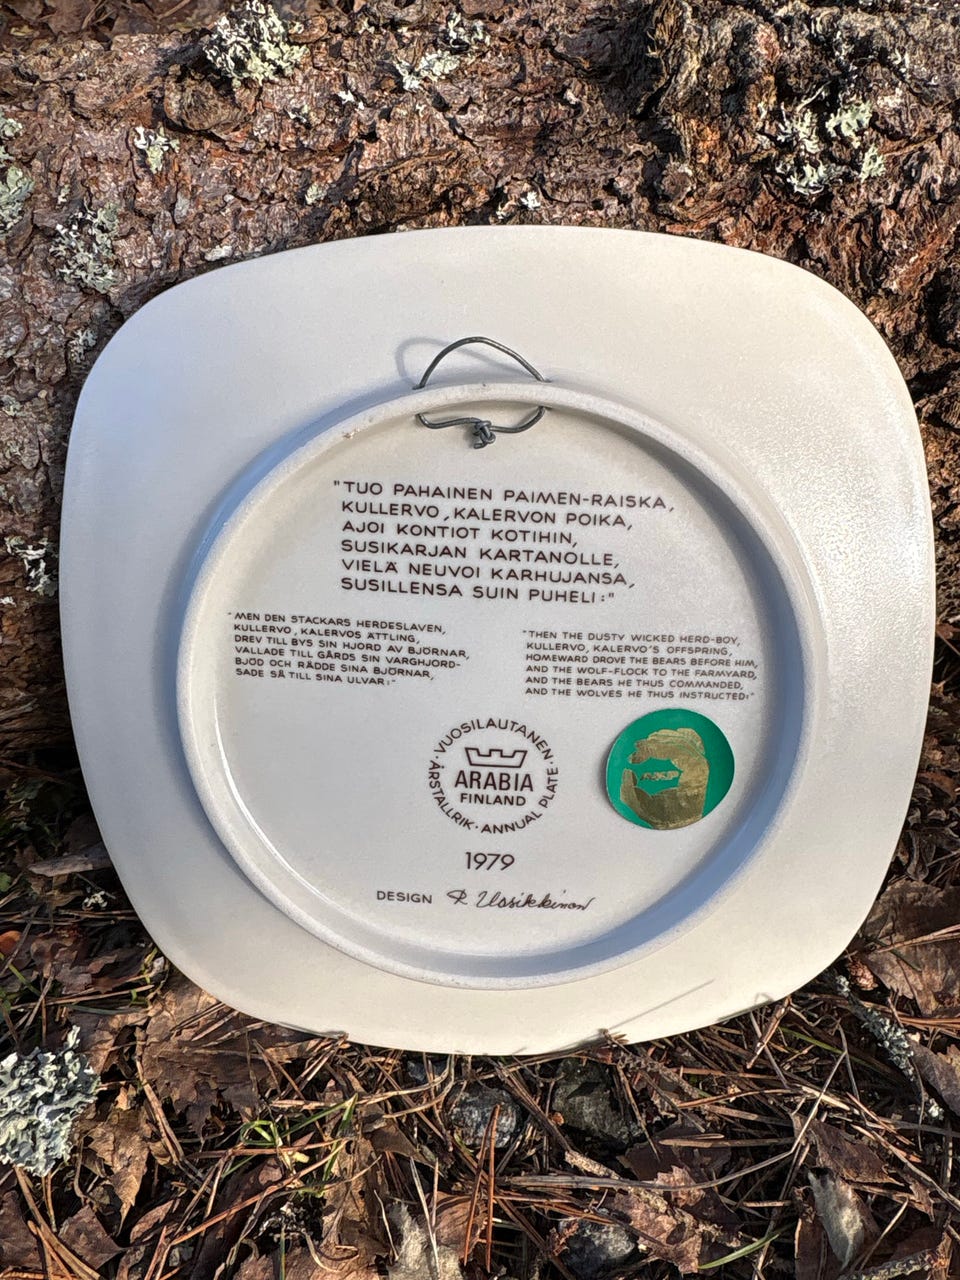 "TUO PAHAINEN PAIMEN-RAISKA,
KULLERVO, KALERVON POIKA,
AJOI KONTIOT KOTIHIN,
SUSIKARJAN KARTANOLLE,
VIELÄ NEUVOI KARHUJANSA,
SUSILLENSA SUIN PUHELI:"
"MEN DEN STACKARS HERDESLAVEN,
KULLERVO, KALERVOS ÄTTLING,
DREV TILL BYS SIN HJORD AV BJÖRNAR,
VALLADE TILL GÅRDS SIN VARGHJORD-
BJÖD OCH RÅDDE SINA BJÖRNAR,
SADE SÅ TILL SINA ULVAR:"
"THEN THE DUSTY WICKED HERD-BOY,
KULLERVO, KALERVO'S OFFSPRING,
HOMEWARD DROVE THE BEARS BEFORE HIM,
AND THE WOLF-FLOCK TO THE FARMYARD,
AND THE BEARS HE THUS COMMANDED,
AND THE WOLVES HE THUS INSTRUCTED:"
VUOSILAUTANEN
ARABIA
FINLAND
ÅRSTALLRIK · ANNUAL PLATE
1979
DESIGN R. Uosikkinen